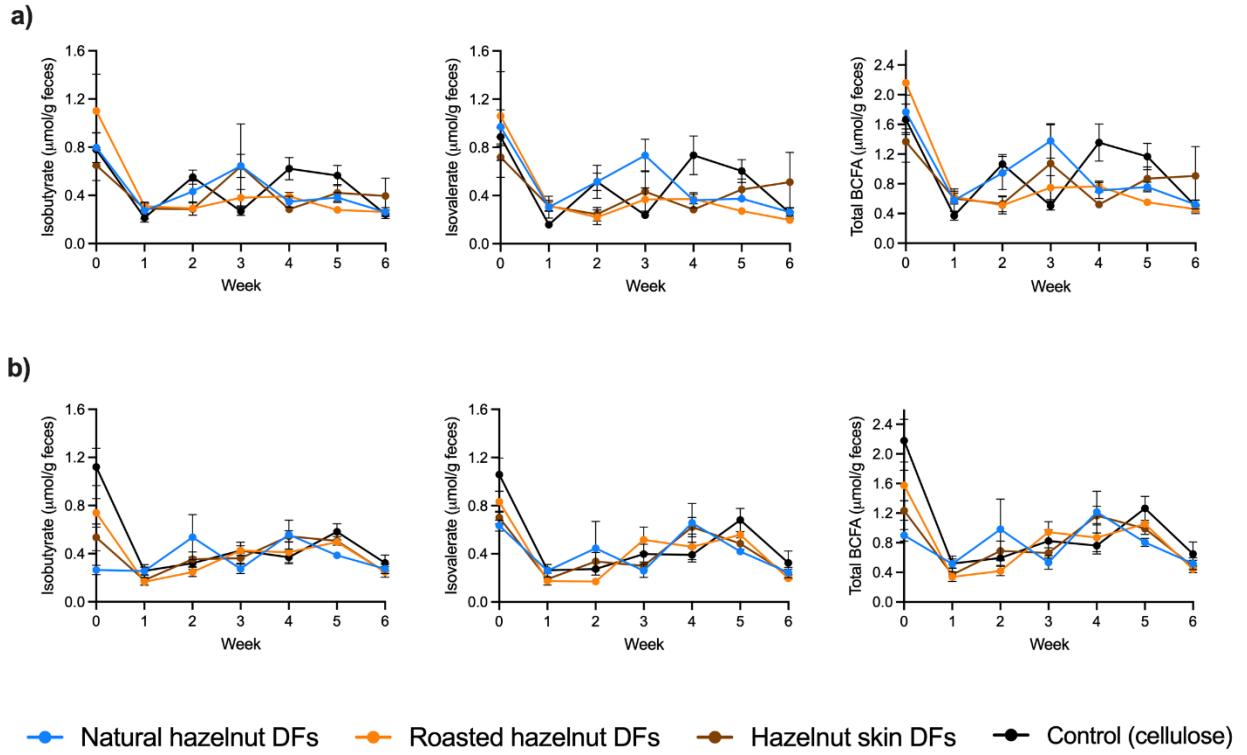 a)
Isobutyrate (μmol/g feces)
1.6
1.2
0.8
0.4
0.0
0 1 2 3 4 5 6
Week
Isovalerate (μmol/g feces)
1.6
1.2
0.8
0.4
0.0
0 1 2 3 4 5 6
Week
Total BCFA (μmol/g feces)
2.4
2.0
1.6
1.2
0.8
0.4
0.0
0 1 2 3 4 5 6
Week
b)
Isobutyrate (μmol/g feces)
1.6
1.2
0.8
0.4
0.0
0 1 2 3 4 5 6
Week
Isovalerate (μmol/g feces)
1.6
1.2
0.8
0.4
0.0
0 1 2 3 4 5 6
Week
Total BCFA (μmol/g feces)
2.4
2.0
1.6
1.2
0.8
0.4
0.0
0 1 2 3 4 5 6
Week
Natural hazelnut DFs Roasted hazelnut DFs Hazelnut skin DFs Control (cellulose)